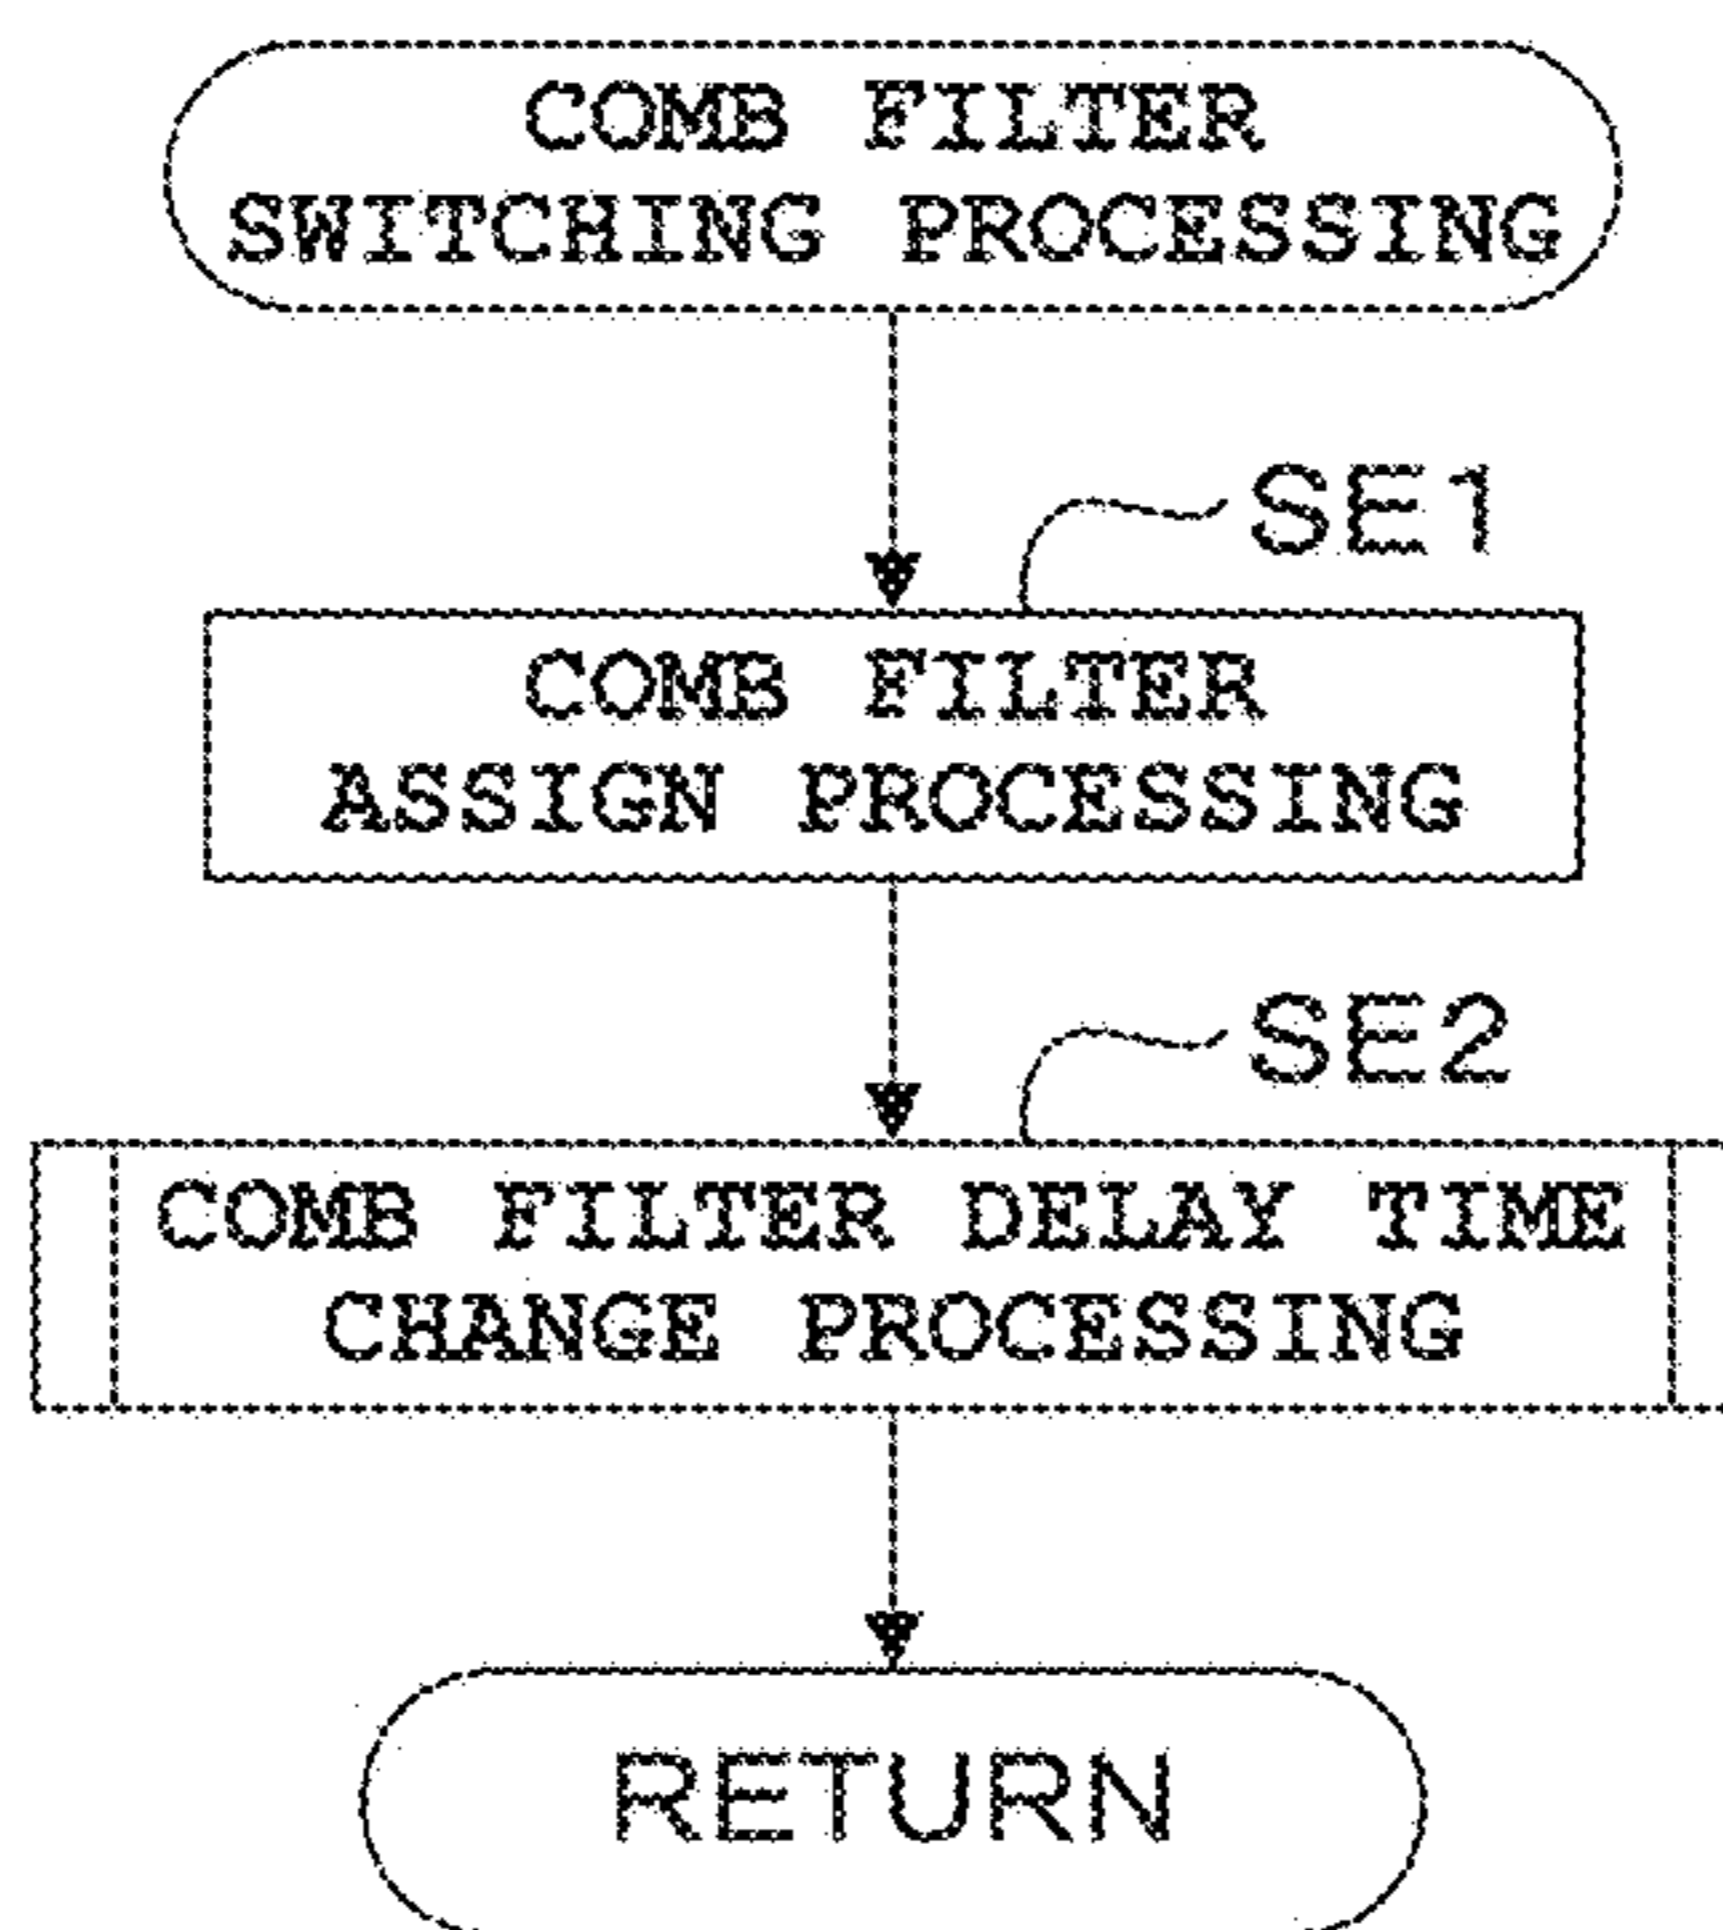 COMB FILTER
SWITCHING PROCESSING
SE1
COMB FILTER
ASSIGN PROCESSING
SE2
COMB FILTER DELAY TIME
CHANGE PROCESSING
RETURN